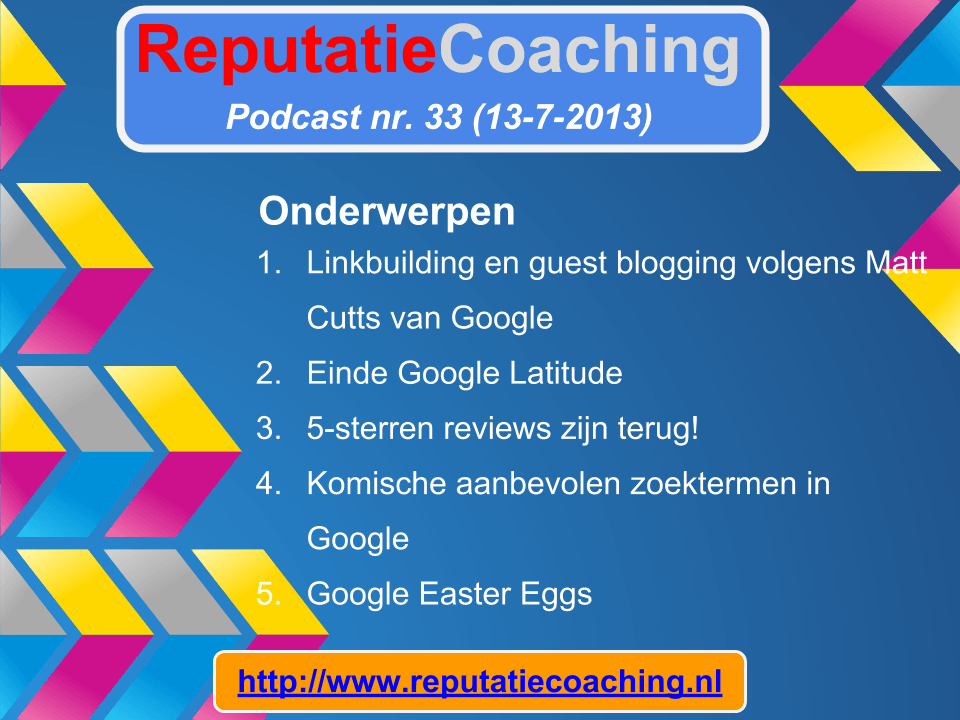 ReputatieCoaching
Podcast nr. 33 (13-7-2013)
Onderwerpen
1. Linkbuilding en guest blogging volgens Matt
Cutts van Google
2. Einde Google Latitude
3. 5-sterren reviews zijn terug!
4. Komische aanbevolen zoektermen in
Google
5. Google Easter Eggs
http://www.reputatiecoaching.nl